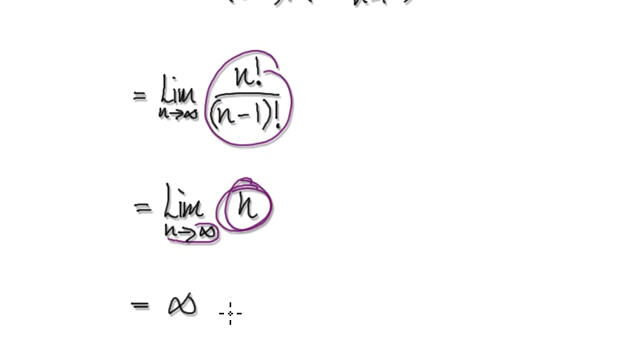 = Lim n→∞ n!/(n-1)!
= Lim n→∞ n
= ∞